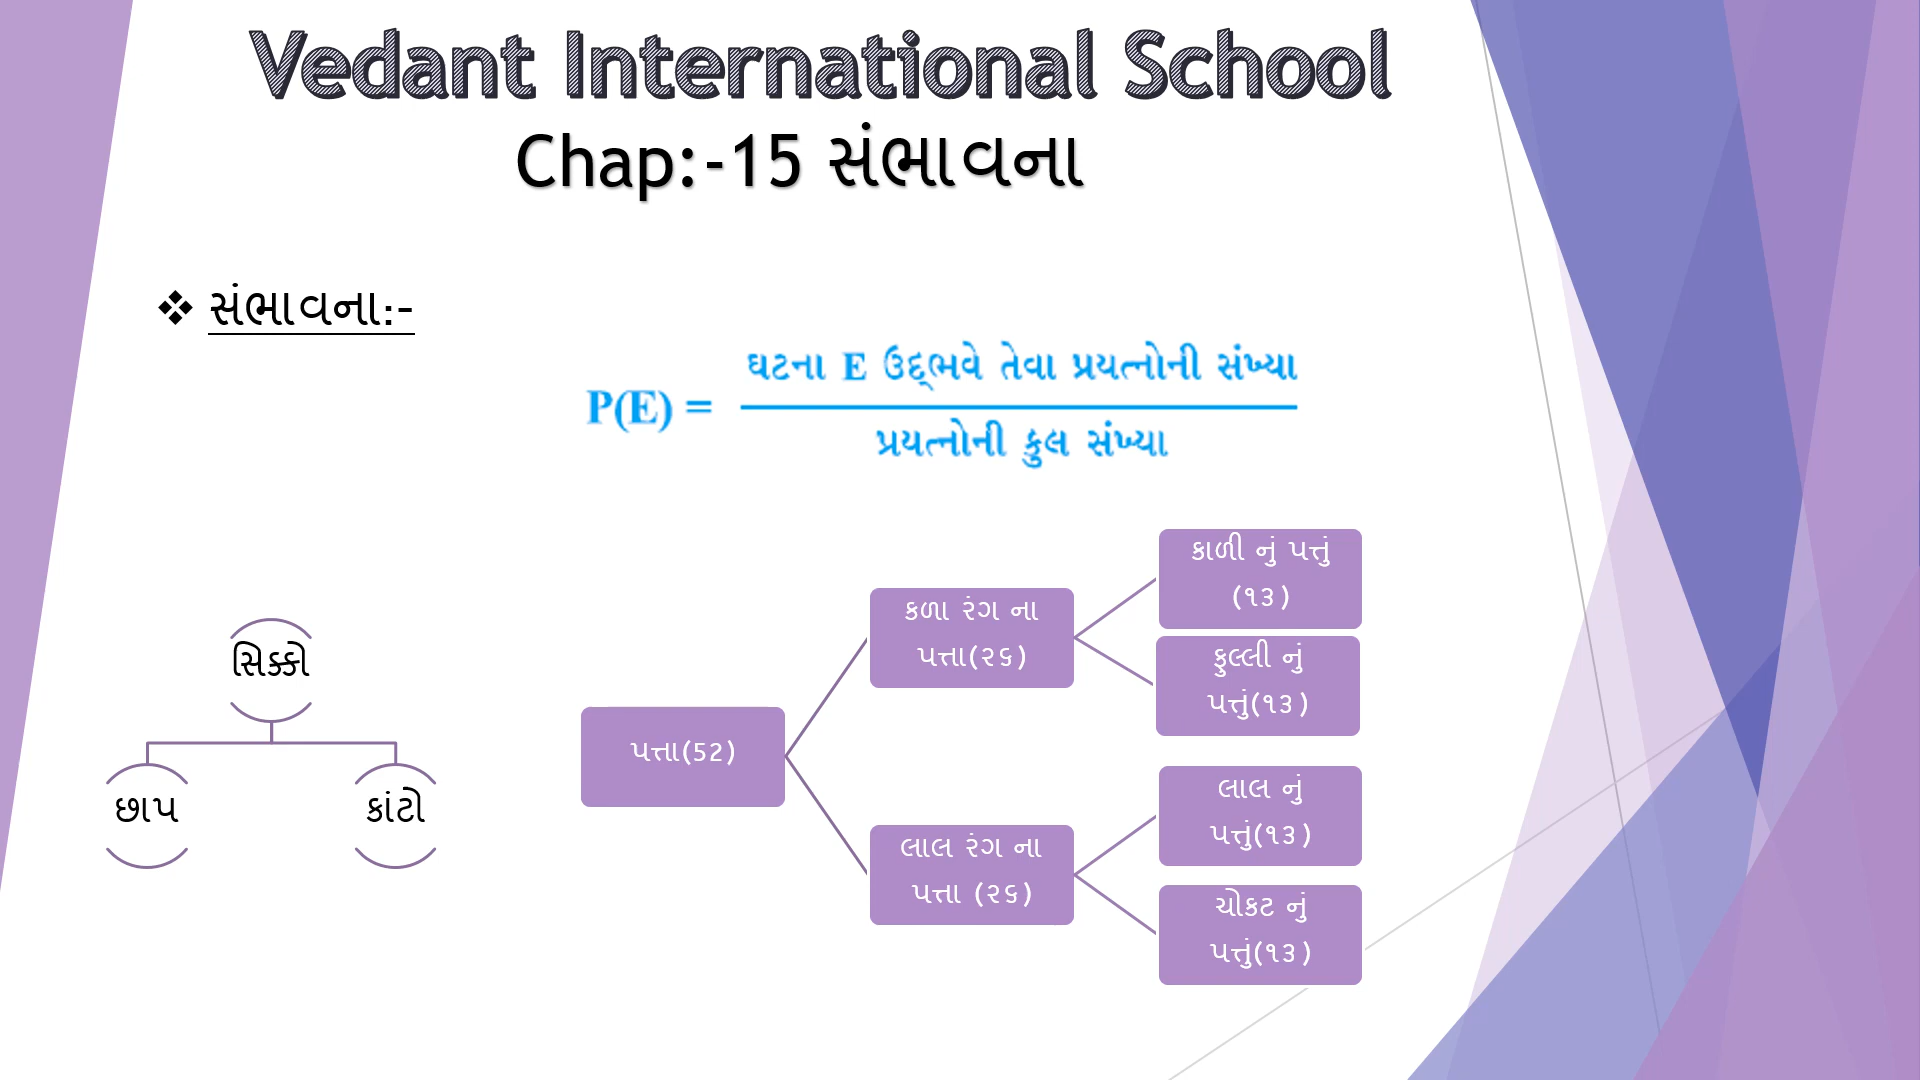 Vedant International School
Chap:-15 સંભાવના
❖ સંભાવના:-
ઘટના E ઉદ્ભવે તેવા પ્રયત્નોની સંખ્યા
P(E) =
પ્રયત્નોની કુલ સંખ્યા
સિક્કો
છાપ
કાંટો
પત્તા(52)
કળા રંગ ના
પત્તા(૨૬)
લાલ રંગ ના
પત્તા (૨૬)
કાળી નું પત્તું
(૧૩)
ફુલ્લી નું
પત્તું(૧૩)
લાલ નું
પત્તું(૧૩)
ચોકટ નું
પત્તું(૧૩)